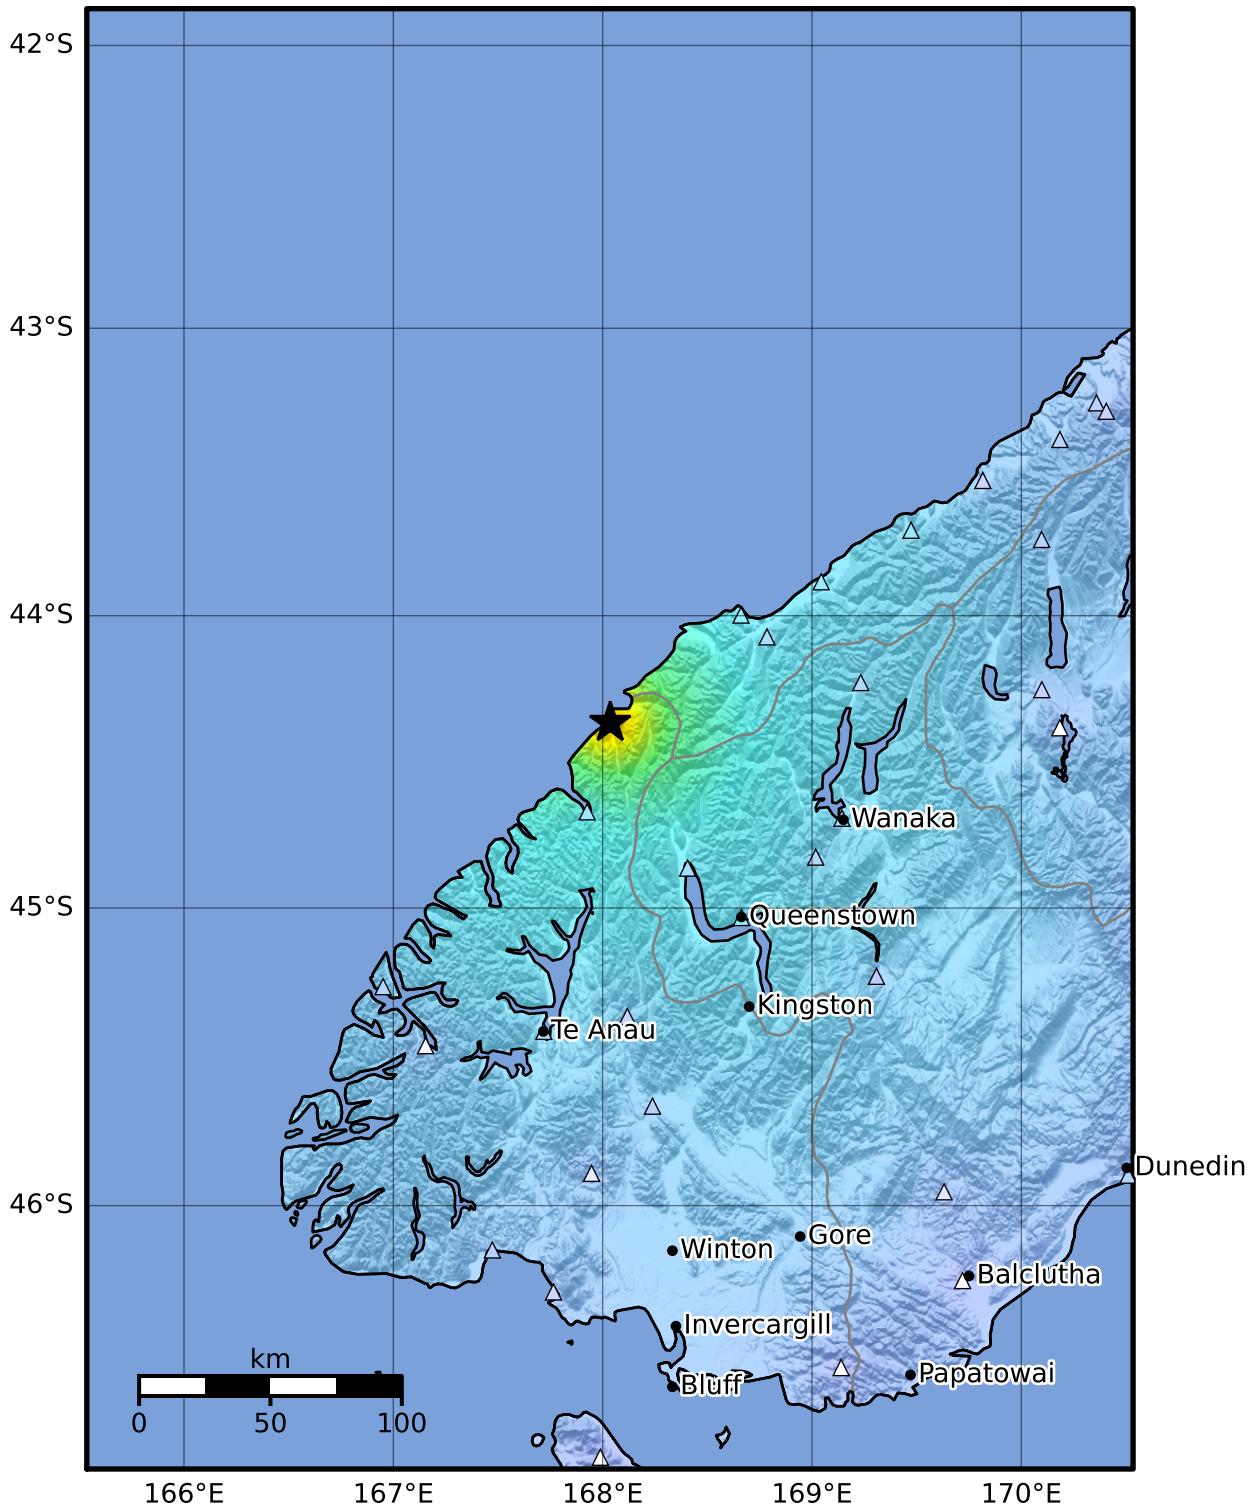 42°S
43°S
44°S
Wanaka
45°S
Queenstown
Kingston
Te Anau
Dunedin
46°S
Gore
Winton
Balclutha
Invercargill
km
Papatowai
Bluff
0 50 100
166°E 167°E 168°E 169°E 170°E